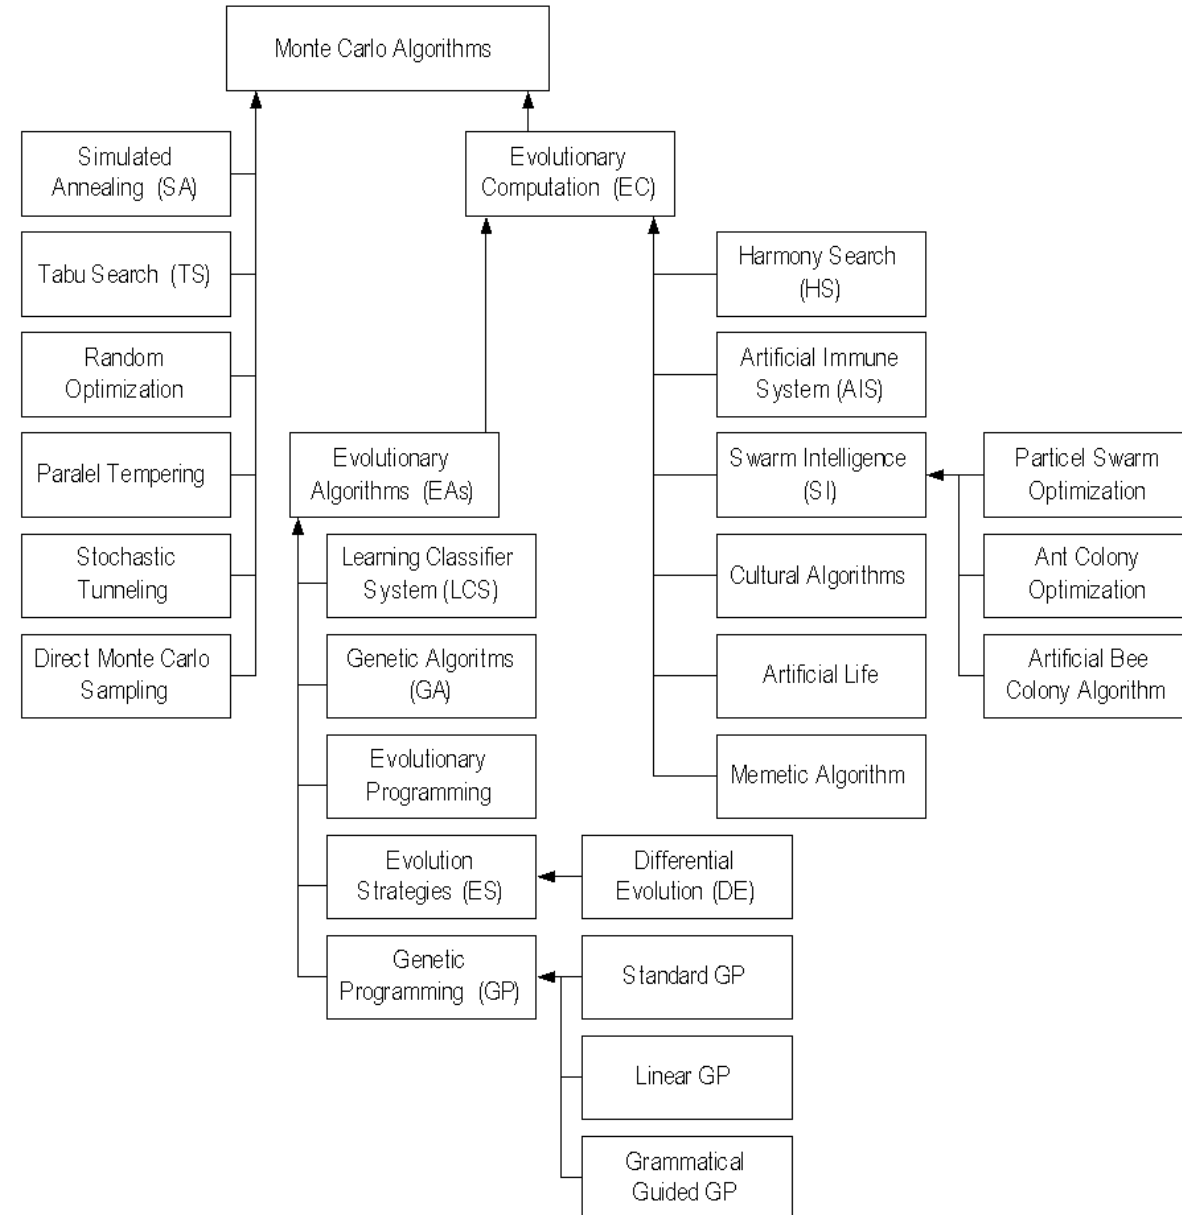 Monte Carlo Algorithms
Simulated
Annealing (SA)
Evolutionary
Computation (EC)
Tabu Search (TS)
Harmony Search
(HS)
Random
Optimization
Artificial Immune
System (AIS)
Paralel Tempering
Evolutionary
Algorithms (EAs)
Swarm Intelligence
(SI)
Particel Swarm
Optimization
Stochastic
Tunneling
Learning Classifier
System (LCS)
Cultural Algorithms
Ant Colony
Optimization
Direct Monte Carlo
Sampling
Genetic Algoritms
(GA)
Artificial Life
Artificial Bee
Colony Algorithm
Evolutionary
Programming
Memetic Algorithm
Evolution
Strategies (ES)
Differential
Evolution (DE)
Genetic
Programming (GP)
Standard GP
Linear GP
Grammatical
Guided GP